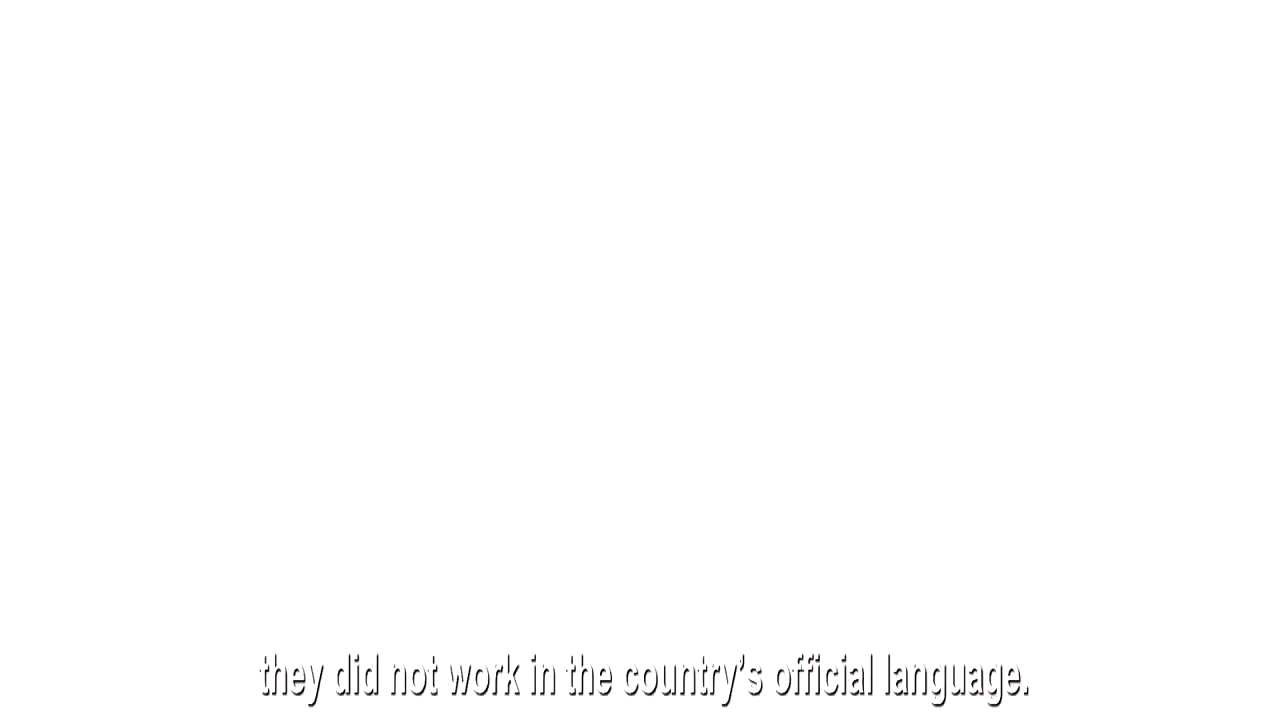 they did not work in the country’s official language.